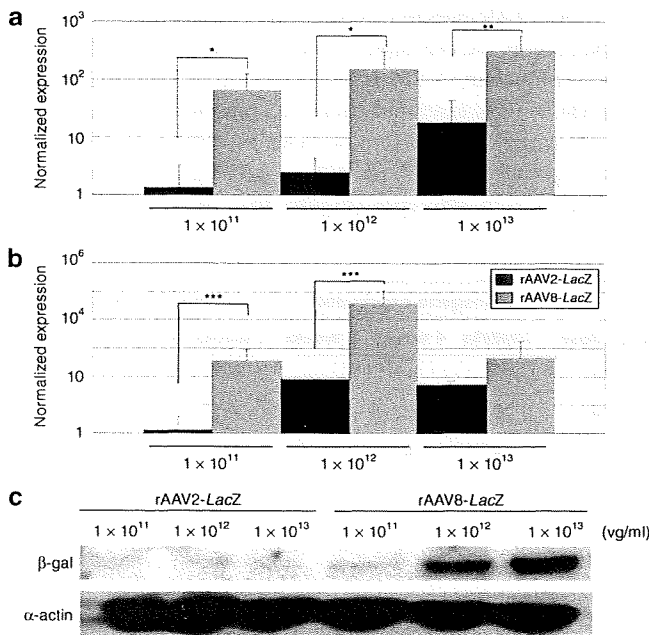 a
Normalized expression
10³
10²
10
1
*
*
**
1 × 10¹¹
1 × 10¹²
1 × 10¹³
b
Normalized expression
10⁶
10⁴
10
1
***
***
rAAV2-LacZ
rAAV8-LacZ
1 × 10¹¹
1 × 10¹²
1 × 10¹³
c
rAAV2-LacZ rAAV8-LacZ
1 × 10¹¹ 1 × 10¹² 1 × 10¹³ 1 × 10¹¹ 1 × 10¹² 1 × 10¹³ (vg/ml)
β-gal
α-actin